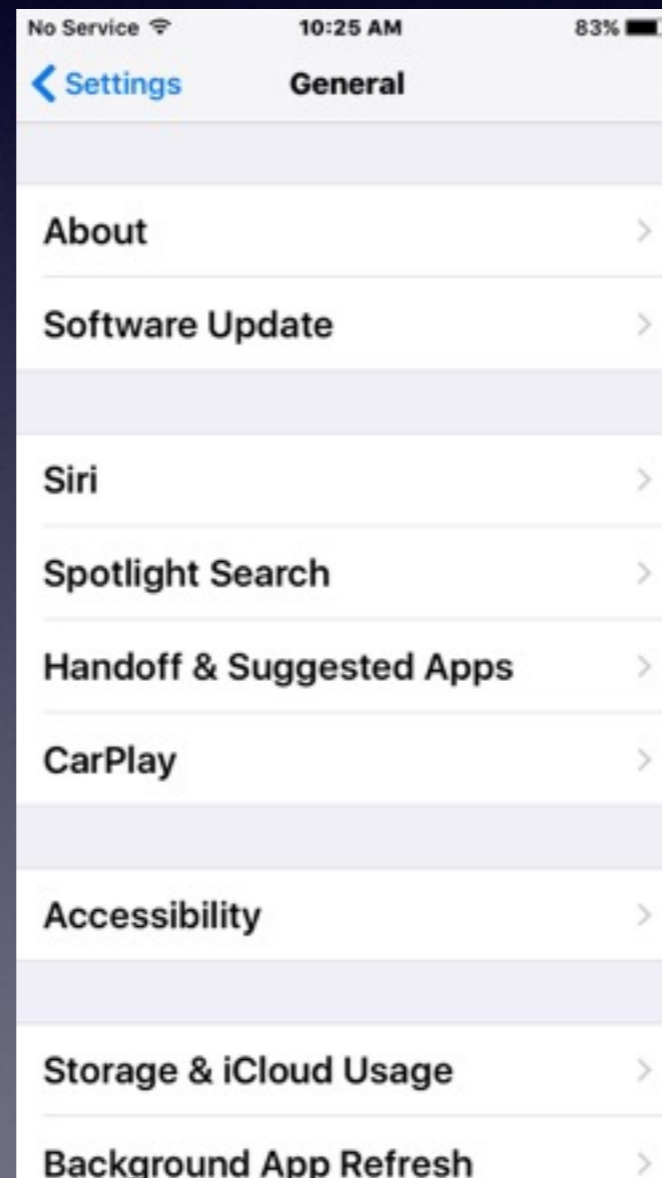 No Service
10:25 AM
83%
Settings
General
About
Software Update
Siri
Spotlight Search
Handoff & Suggested Apps
CarPlay
Accessibility
Storage & iCloud Usage
Background App Refresh